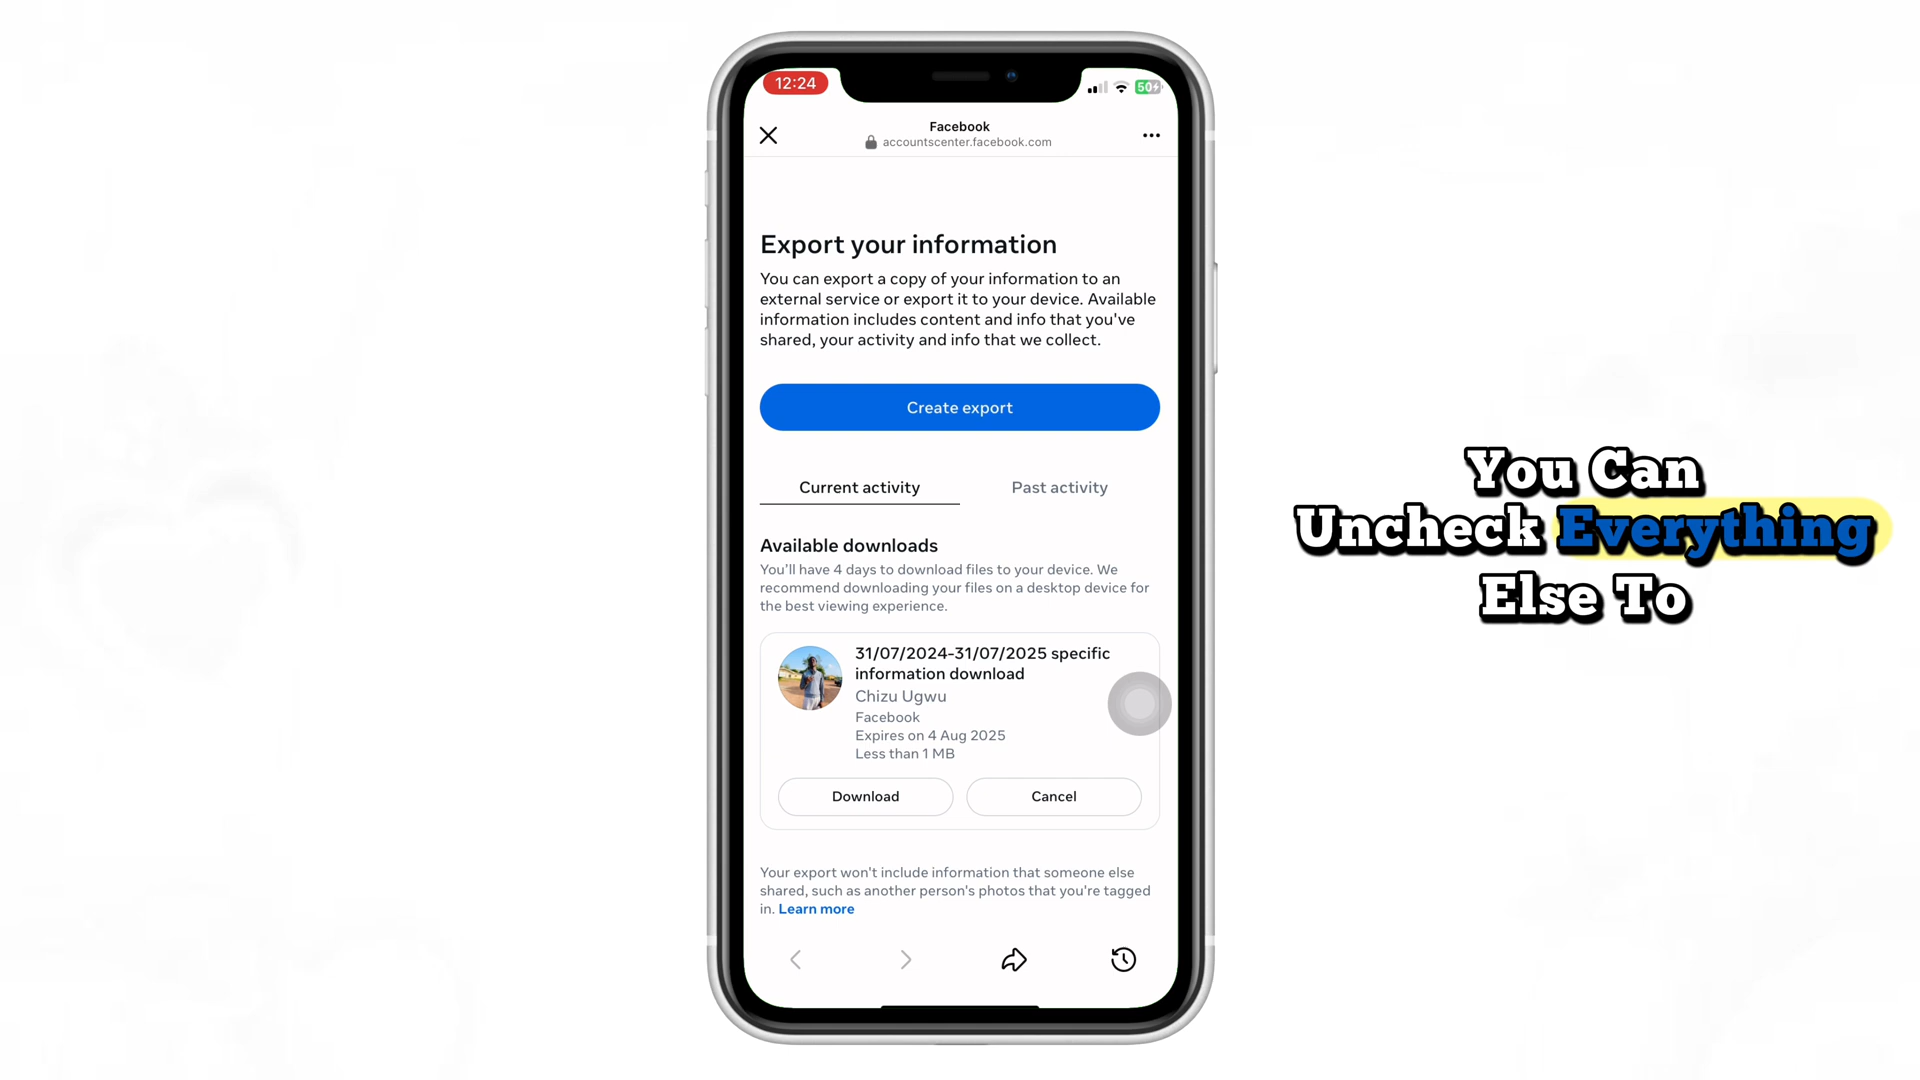 12:24
50
Facebook
accountscenter.facebook.com
Export your information
You can export a copy of your information to an
external service or export it to your device. Available
information includes content and info that you've
shared, your activity and info that we collect.
Create export
Current activity
Past activity
Available downloads
You'll have 4 days to download files to your device. We
recommend downloading your files on a desktop device for
the best viewing experience.
31/07/2024-31/07/2025 specific
information download
Chizu Ugwu
Facebook
Expires on 4 Aug 2025
Less than 1 MB
Download
Cancel
Your export won't include information that someone else
shared, such as another person's photos that you're tagged
in. Learn more
You Can
Uncheck Everything
Else To